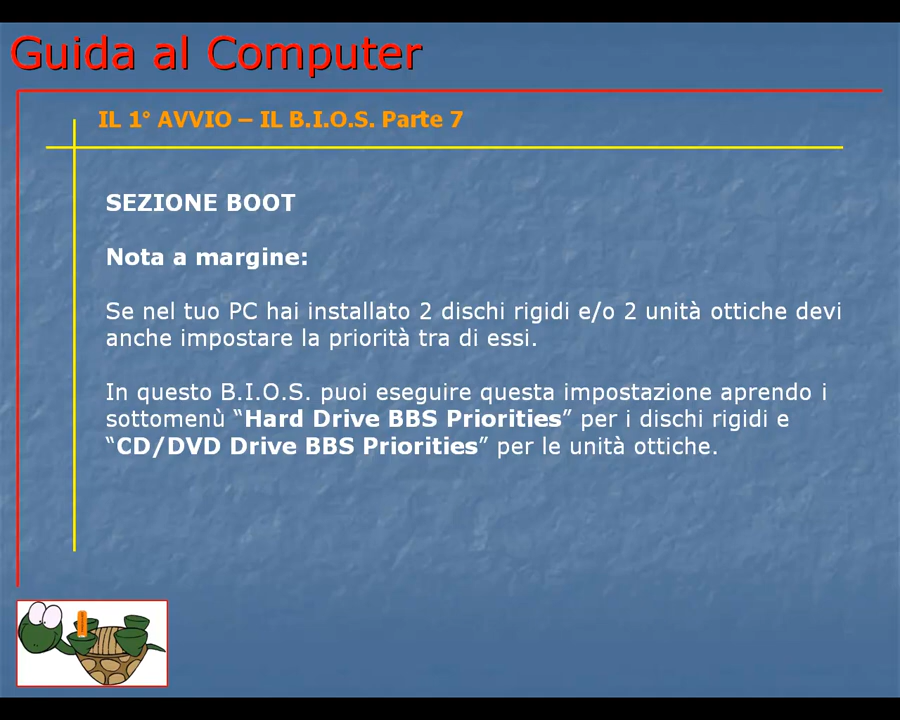 Guida al Computer
IL 1° AVVIO – IL B.I.O.S. Parte 7
SEZIONE BOOT
Nota a margine:
Se nel tuo PC hai installato 2 dischi rigidi e/o 2 unità ottiche devi
anche impostare la priorità tra di essi.
In questo B.I.O.S. puoi eseguire questa impostazione aprendo i
sottomenù “Hard Drive BBS Priorities” per i dischi rigidi e
“CD/DVD Drive BBS Priorities” per le unità ottiche.